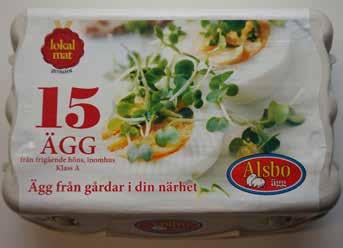 lokal
mat
15
ÄGG
från frigående höns, inomhus
Klass A
Ägg från gårdar i din närhet
Alsbo
ägg